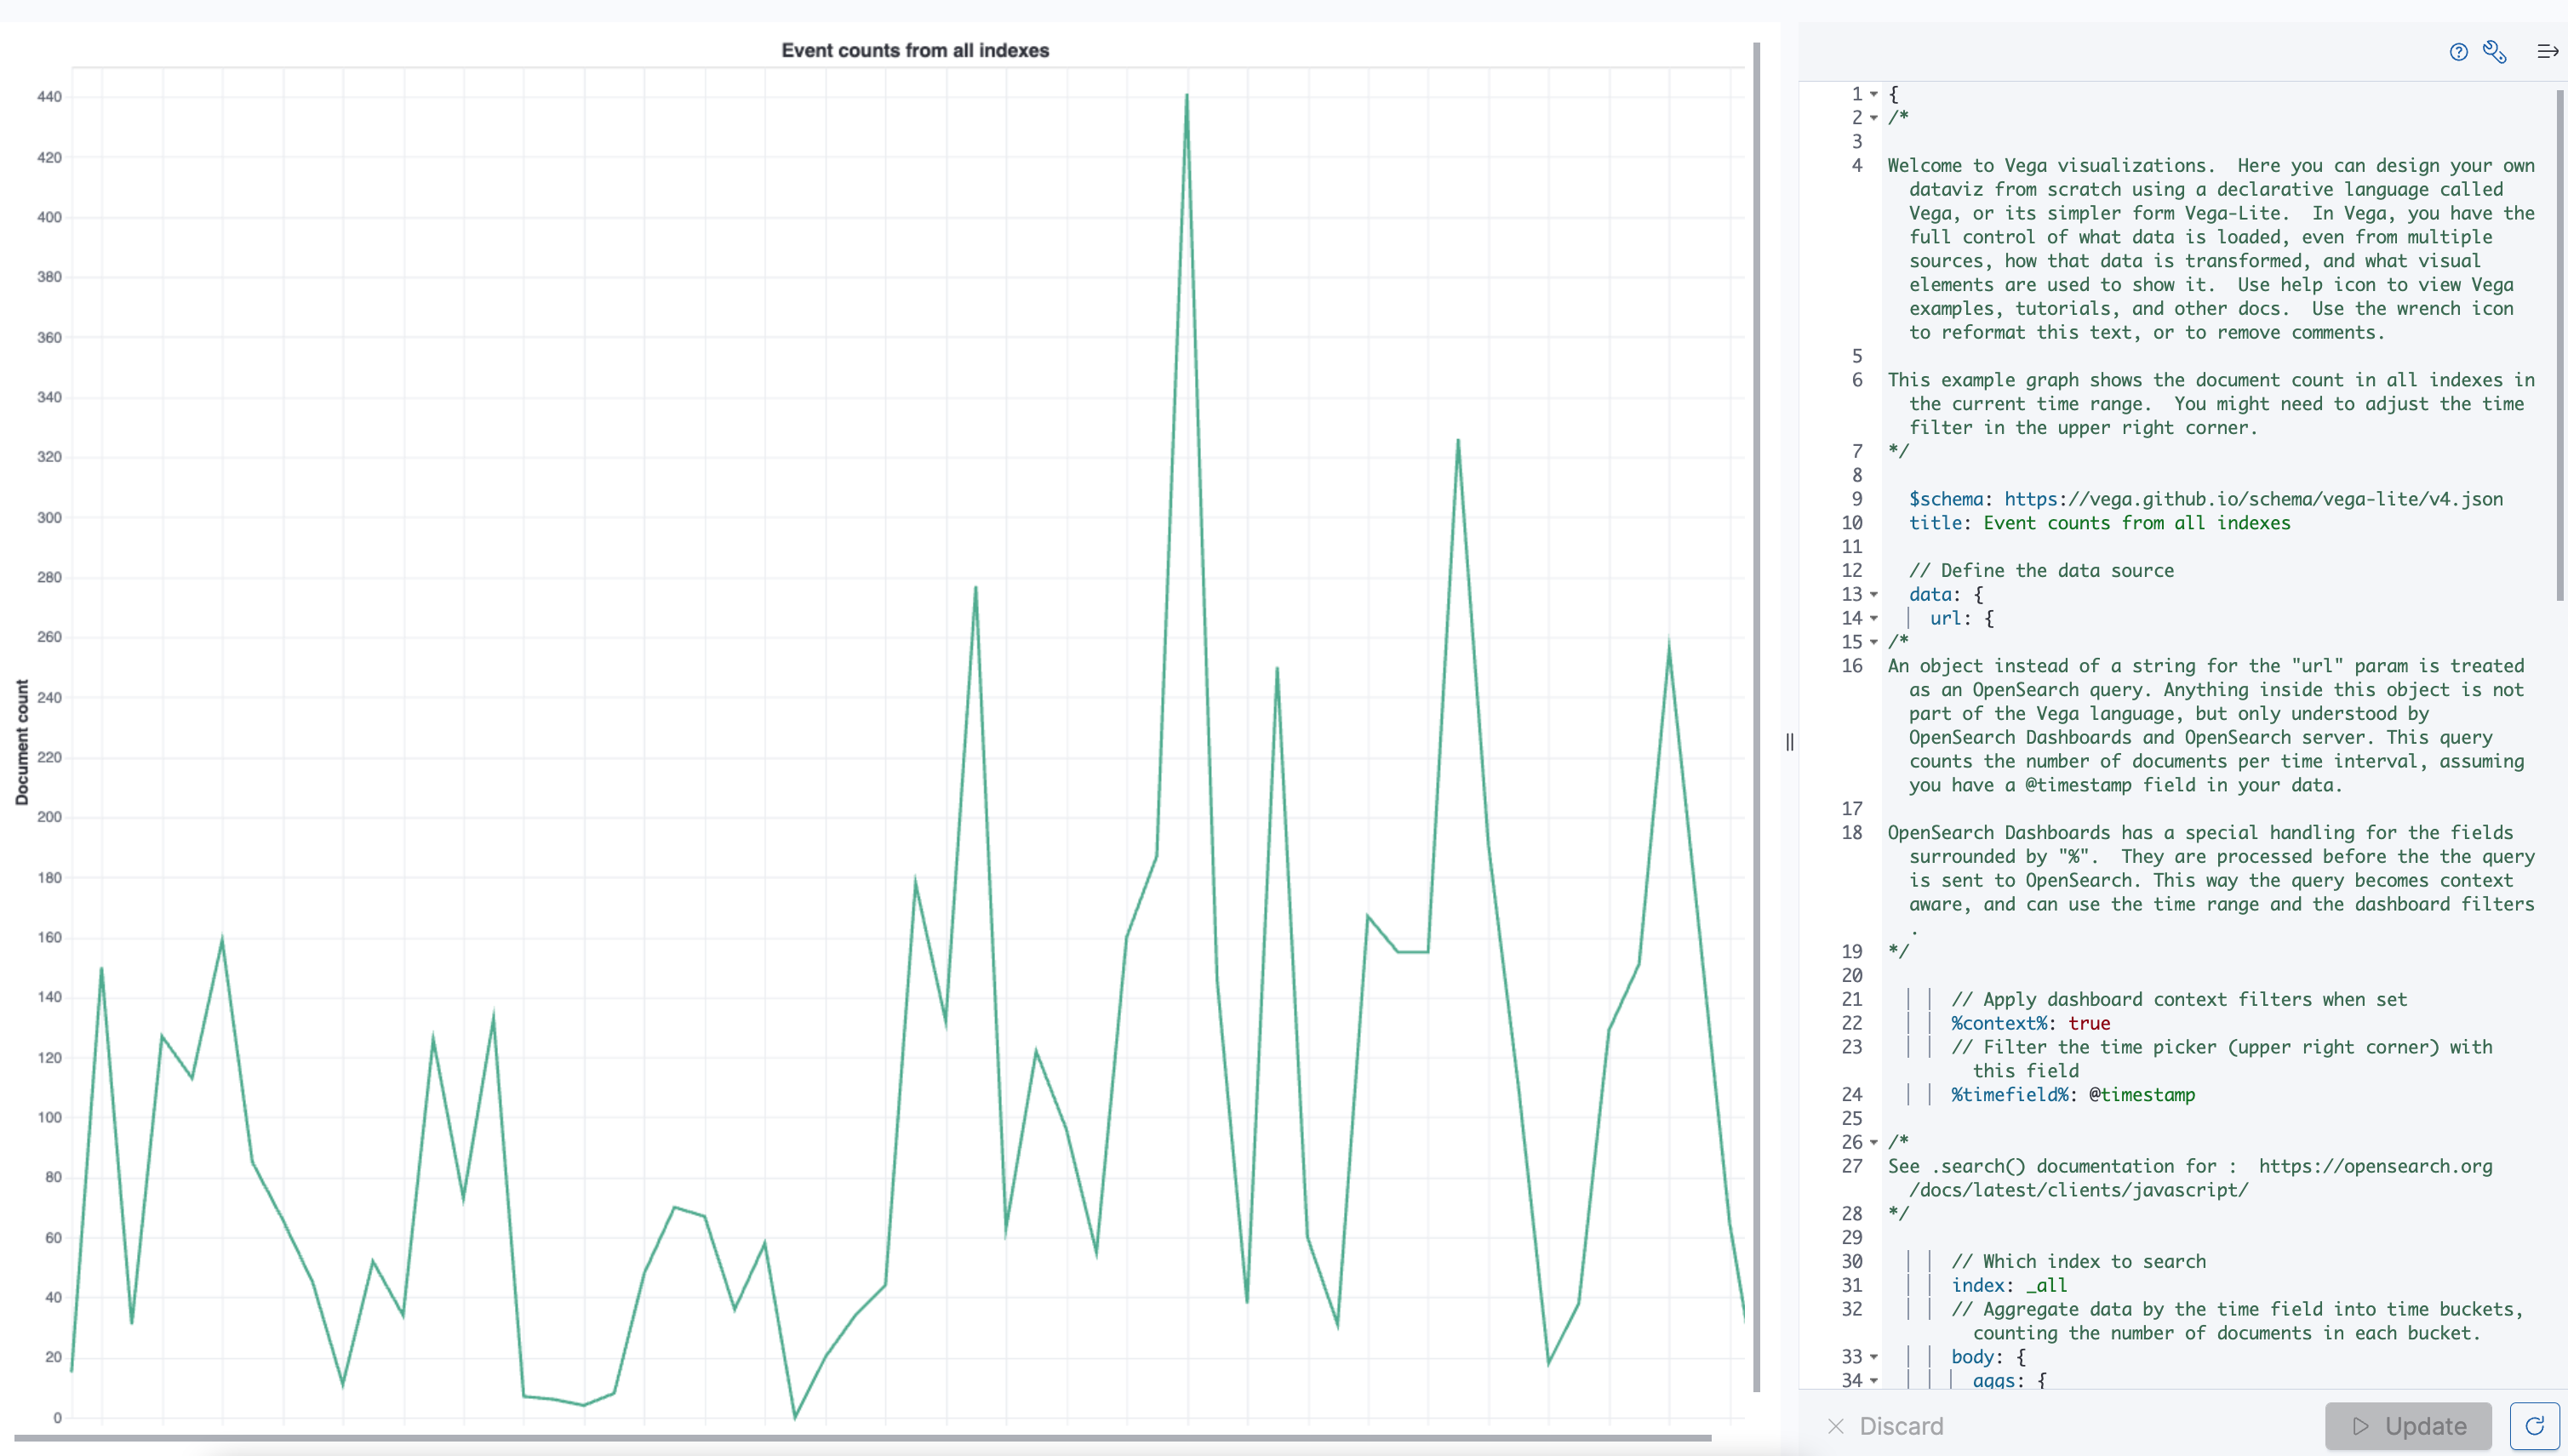 Event counts from all indexes
440
420
400
380
360
340
320
300
280
260
240
220
200
180
160
140
120
100
80
60
40
20
0
Document count
1 {
2 /*
3
4 Welcome to Vega visualizations.  Here you can design your own
dataviz from scratch using a declarative language called
Vega, or its simpler form Vega-Lite.  In Vega, you have the
full control of what data is loaded, even from multiple
sources, how that data is transformed, and what visual
elements are used to show it.  Use help icon to view Vega
examples, tutorials, and other docs.  Use the wrench icon
to reformat this text, or to remove comments.
5
6 This example graph shows the document count in all indexes in
the current time range.  You might need to adjust the time
filter in the upper right corner.
7 */
8
9 $schema: https://vega.github.io/schema/vega-lite/v4.json
10 title: Event counts from all indexes
11
12 // Define the data source
13 data: {
14 url: {
15 /*
16 An object instead of a string for the "url" param is treated
as an OpenSearch query. Anything inside this object is not
part of the Vega language, but only understood by
OpenSearch Dashboards and OpenSearch server. This query
counts the number of documents per time interval, assuming
you have a @timestamp field in your data.
17
18 OpenSearch Dashboards has a special handling for the fields
surrounded by "%".  They are processed before the the query
is sent to OpenSearch. This way the query becomes context
aware, and can use the time range and the dashboard filters
.
19 */
20
21 // Apply dashboard context filters when set
22 %context%: true
23 // Filter the time picker (upper right corner) with
this field
24 %timefield%: @timestamp
25
26 /*
27 See .search() documentation for :  https://opensearch.org
/docs/latest/clients/javascript/
28 */
29
30 // Which index to search
31 index: _all
32 // Aggregate data by the time field into time buckets,
counting the number of documents in each bucket.
33 body: {
34 aggs: {
Discard
Update